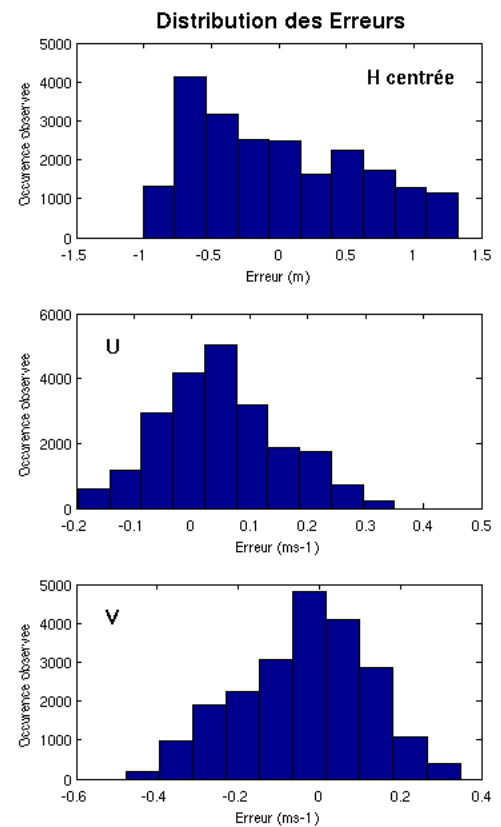 Distribution des Erreurs
H centrée
Occurence observee
5000
4000
3000
2000
1000
0
-1.5 -1 -0.5 0 0.5 1 1.5
Erreur (m)
U
Occurence observee
6000
4000
2000
0
-0.2 -0.1 0 0.1 0.2 0.3 0.4 0.5
Erreur (ms-1)
V
Occurence observee
5000
4000
3000
2000
1000
0
-0.6 -0.4 -0.2 0 0.2 0.4
Erreur (ms-1)